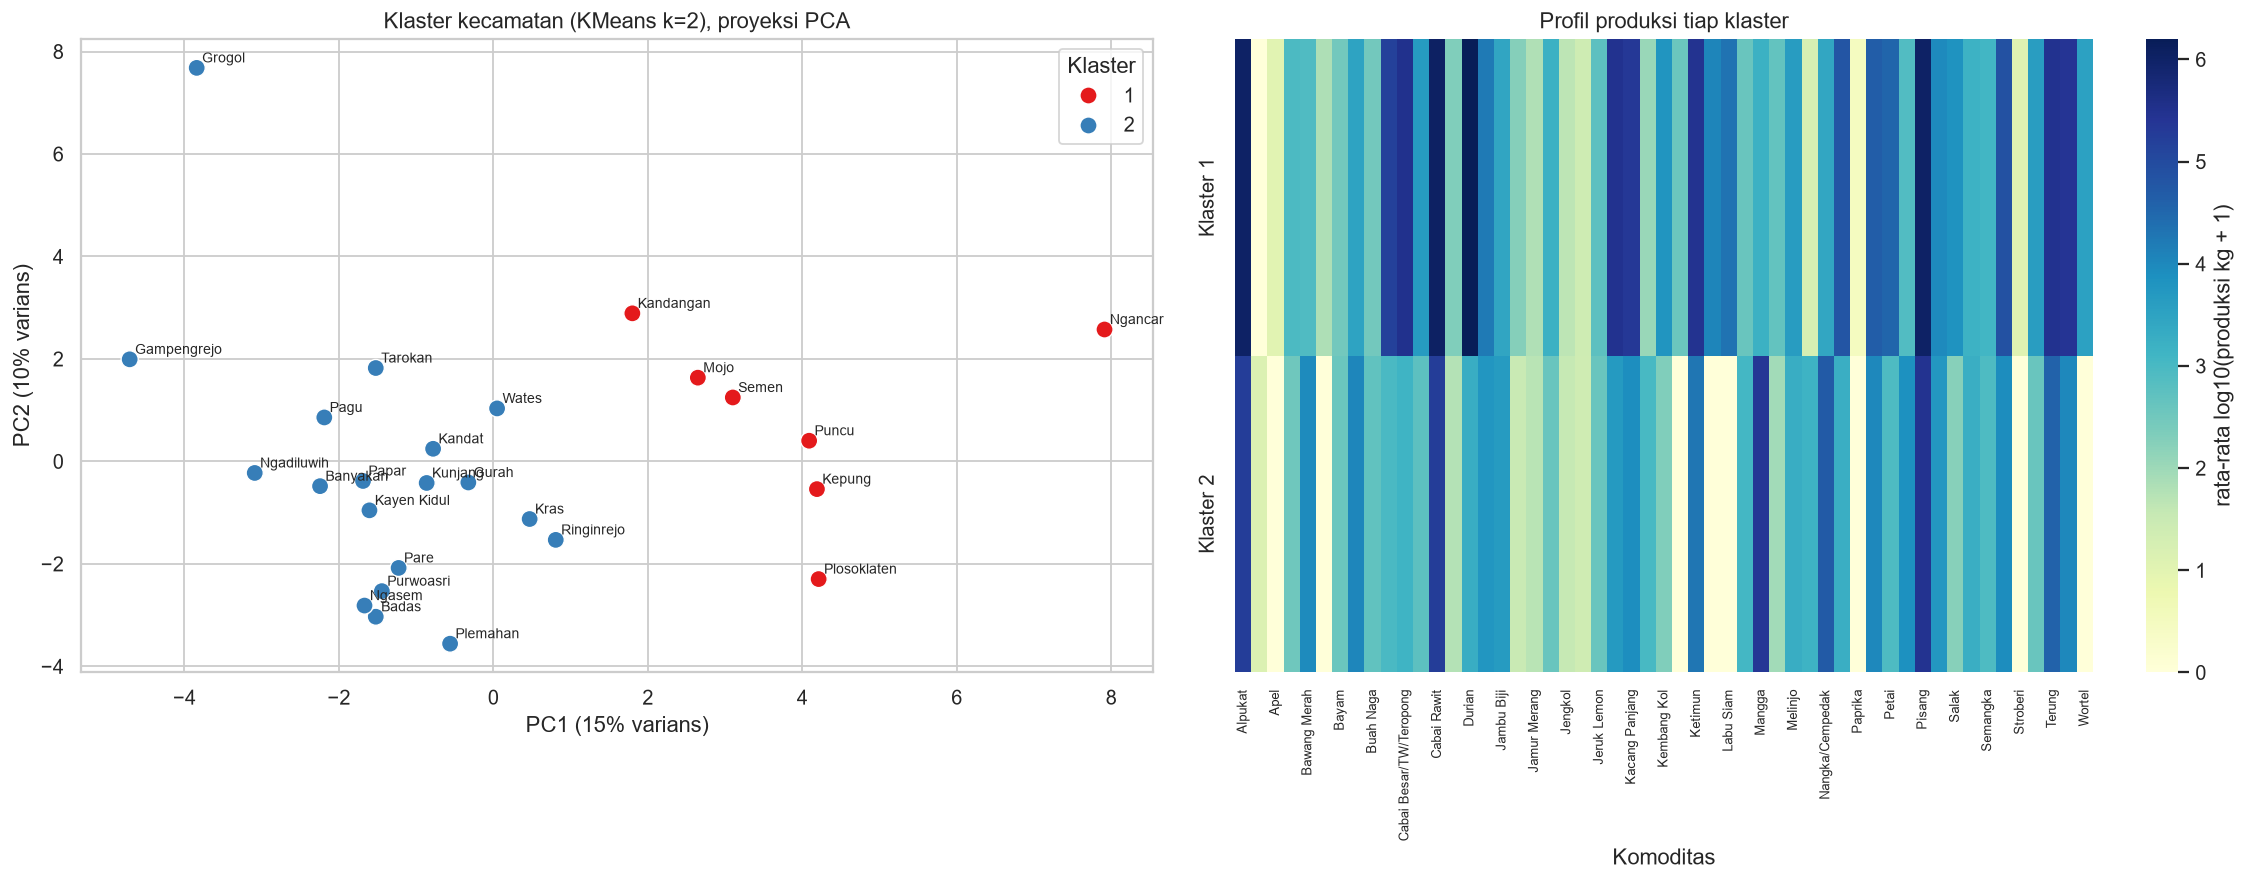 Klaster kecamatan (KMeans k=2), proyeksi PCA
Klaster
1
2
Grogol
Kandangan
Ngancar
Gampengrejo
Tarokan
Mojo
Semen
Pagu
Wates
Puncu
Kandat
Ngadiluwih
Banyakan
Papar
Kunjang
Gurah
Kepung
Kayen Kidul
Kras
Ringinrejo
Pare
Plosoklaten
Purwoasri
Ngasem
Badas
Plemahan
8
6
4
2
0
−2
−4
PC2 (10% varians)
−4
−2
0
2
4
6
8
PC1 (15% varians)
Profil produksi tiap klaster
Klaster 1
Klaster 2
Alpukat
Apel
Bawang Merah
Bayam
Buah Naga
Cabai Besar/TW/Teropong
Cabai Rawit
Durian
Jambu Biji
Jamur Merang
Jengkol
Jeruk Lemon
Kacang Panjang
Kembang Kol
Ketimun
Labu Siam
Mangga
Melinjo
Nangka/Cempedak
Paprika
Petai
Pisang
Salak
Semangka
Stroberi
Terung
Wortel
Komoditas
6
5
4
3
2
1
0
rata-rata log10(produksi kg + 1)